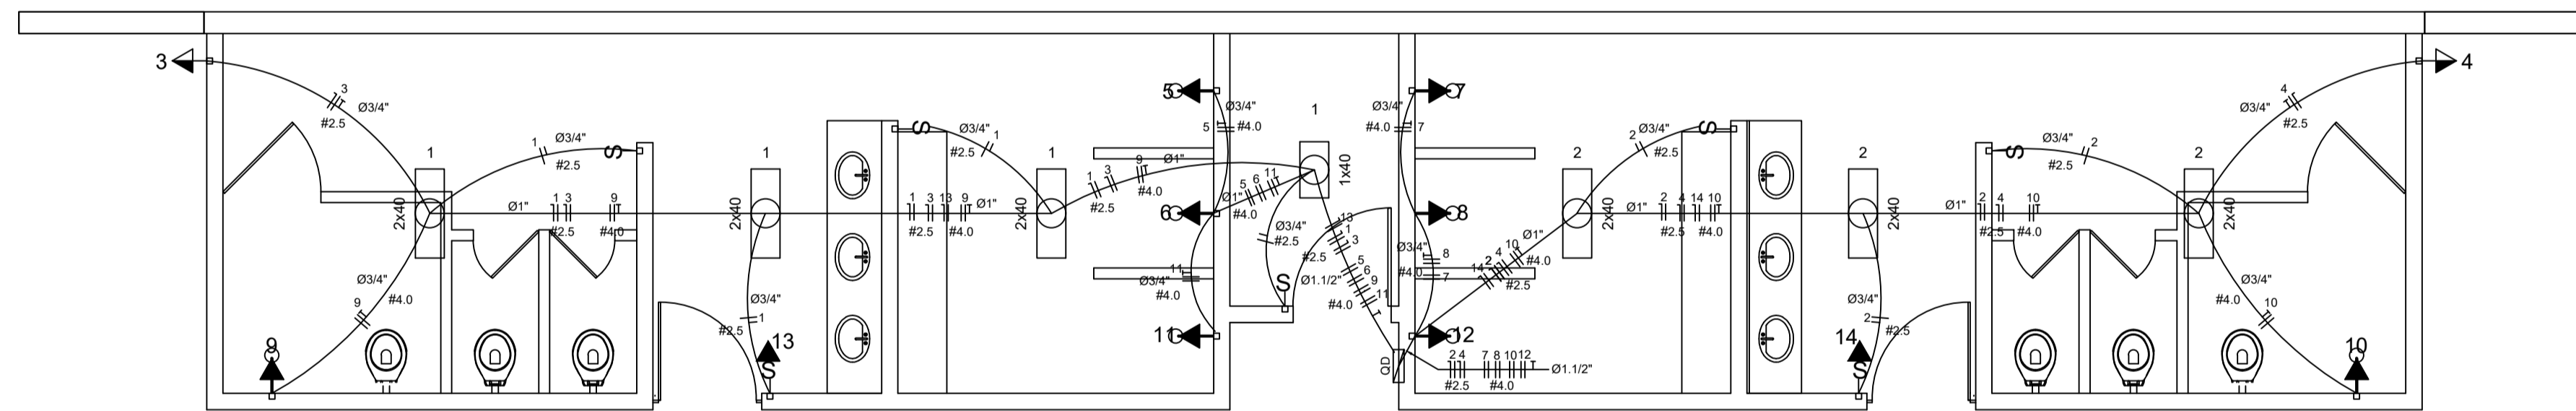 3
3
Ø3/4"
#2.5
1
1
Ø3/4"
#2.5
S
2x40
Ø1"
1 3
#2.5
9
#4.0
Ø3/4"
#4.0
9
9
1
2x40
Ø3/4"
1
#2.5
13
S
S
Ø3/4"
1
#2.5
1 3 13 9
Ø1"
#2.5
#4.0
1
2x40
1 3
#2.5
9
Ø1"
#4.0
5
6
11
5
Ø3/4"
#4.0
5 6 11
Ø1"
#4.0
11
Ø3/4"
#4.0
1
1x40
Ø3/4"
#2.5
S
13
1
3
#2.5
5
6
9
11
Ø1.1/2"
#4.0
QD
7
8
12
Ø3/4"
#4.0
7
Ø3/4"
8
#4.0
7
14 2 4 10
Ø1"
#4.0
#2.5
2 4 7 8 10 12
#2.5
#4.0
Ø1.1/2"
2
2x40
2
Ø3/4"
#2.5
S
Ø1"
2 4 14 10
#2.5
#4.0
2
2x40
Ø3/4"
2
#2.5
14
S
Ø1"
2 4 10
#2.5
#4.0
S
Ø3/4"
2
#2.5
2
2x40
4
Ø3/4"
#2.5
4
Ø3/4"
#4.0
10
10